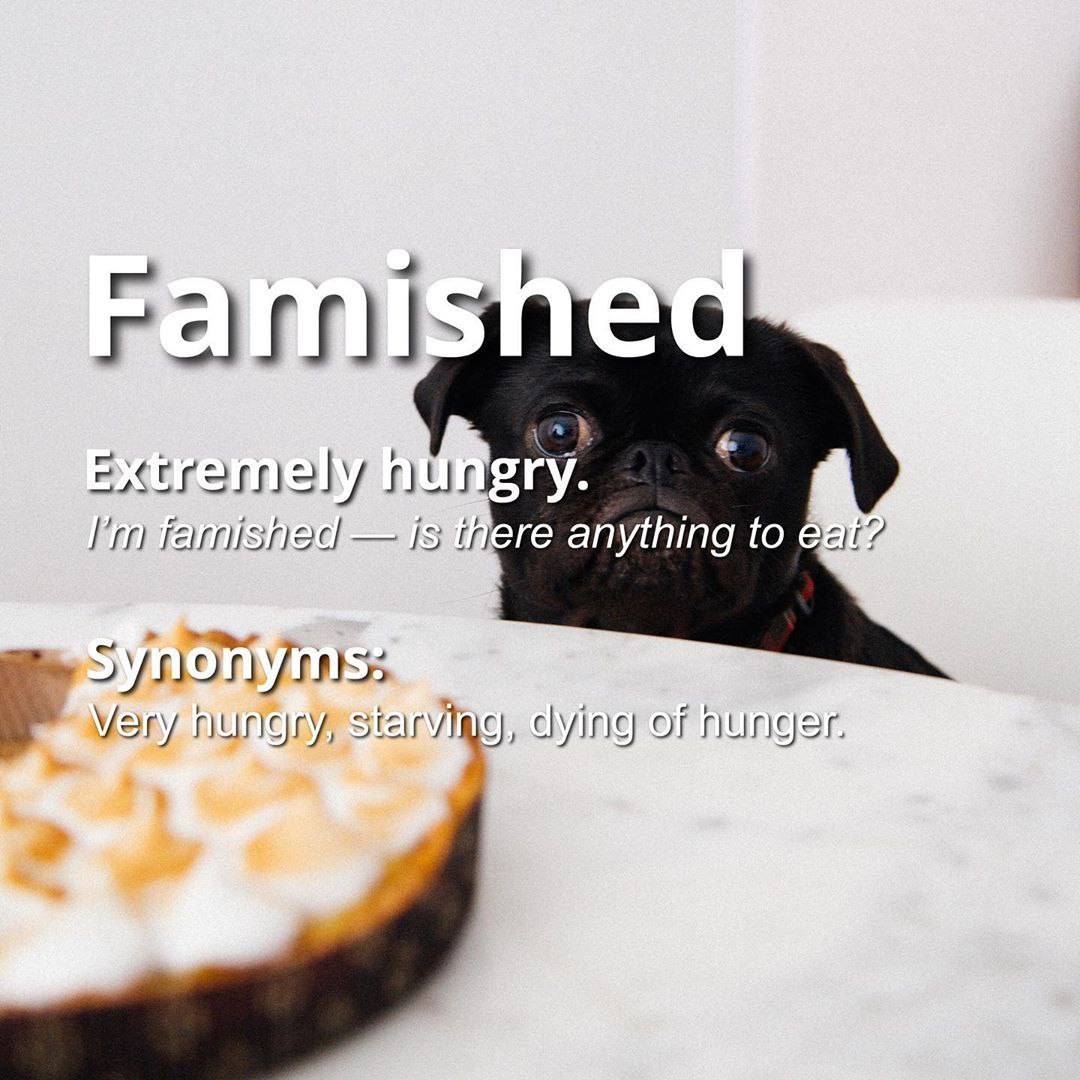 Famished
Extremely hungry.
I’m famished — is there anything to eat?
Synonyms:
Very hungry, starving, dying of hunger.